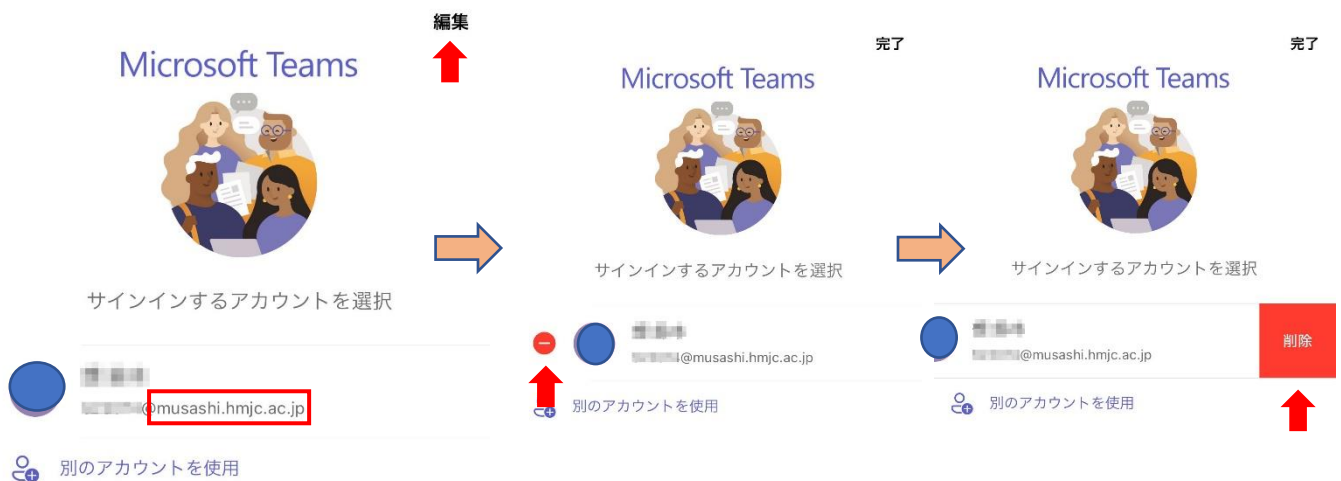 編集
Microsoft Teams
サインインするアカウントを選択
@musashi.hmjc.ac.jp
別のアカウントを使用
完了
Microsoft Teams
サインインするアカウントを選択
@musashi.hmjc.ac.jp
別のアカウントを使用
完了
Microsoft Teams
サインインするアカウントを選択
@musashi.hmjc.ac.jp
削除
別のアカウントを使用